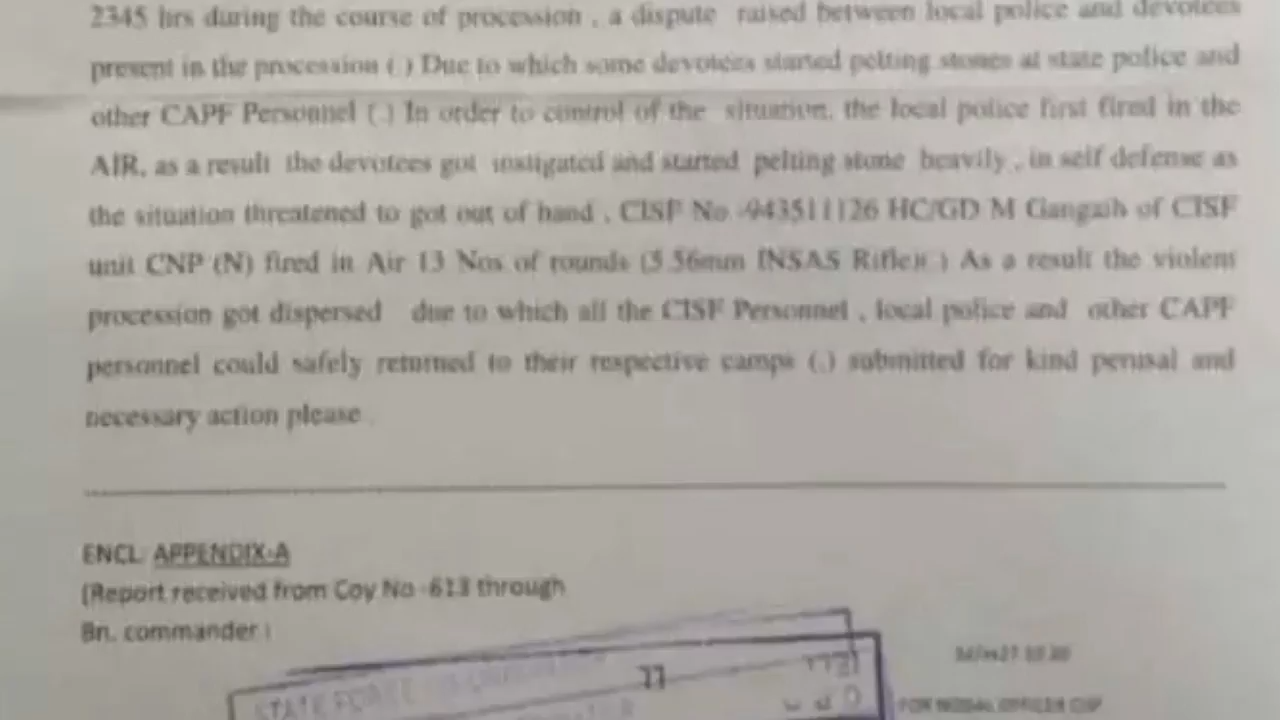 2345 hrs during the course of procession , a dispute raised between local police and devotees
present in the procession (.) Due to which some devotees started pelting stones at state police and
other CAPF Personnel (.) In order to control of the situation, the local police first fired in the
AIR, as a result the devotees got instigated and started pelting stone heavily , in self defense as
the situation threatened to got out of hand , CISF No -943511126 HC/GD M Gangaih of CISF
unit CNP (N) fired in Air 13 Nos of rounds (5.56mm INSAS Rifle)(.) As a result the violent
procession got dispersed due to which all the CISF Personnel , local police and other CAPF
personnel could safely returned to their respective camps (.) submitted for kind perusal and
necessary action please .
ENCL: APPENDIX-A
(Report received from Coy No -613 through
Bn. commander)
STATE FORCE
77
FOR NODAL OFFICER